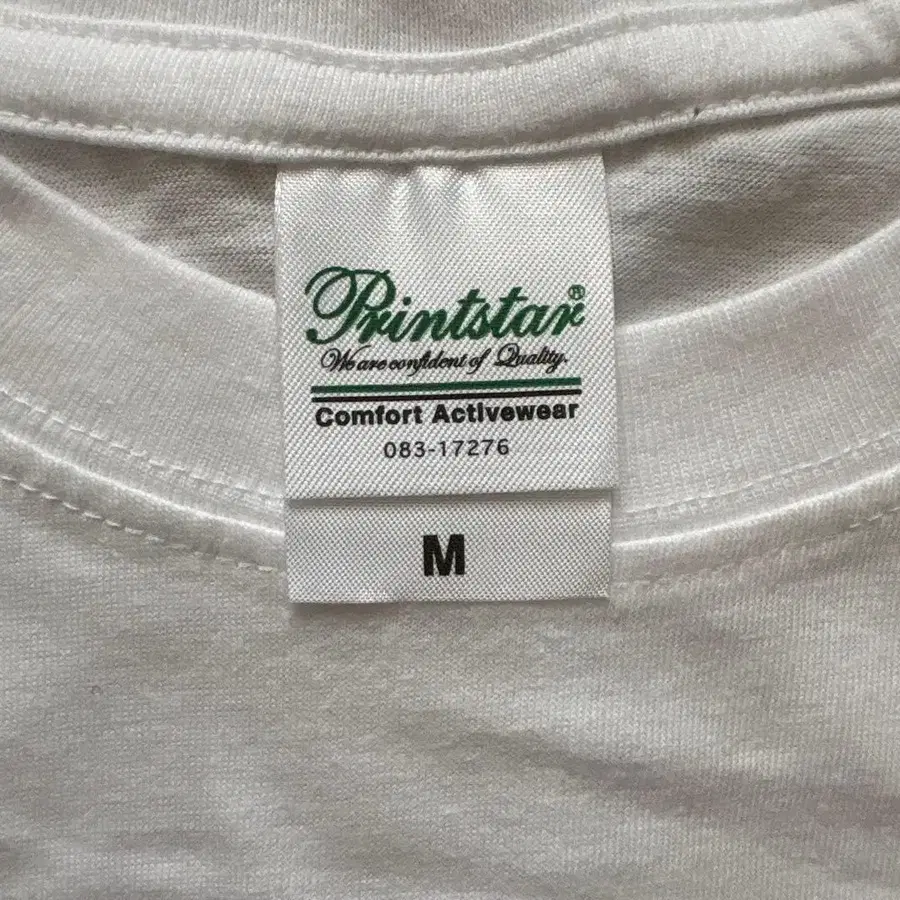 Printstar®
We are confident of Quality.
Comfort Activewear
083-17276
M